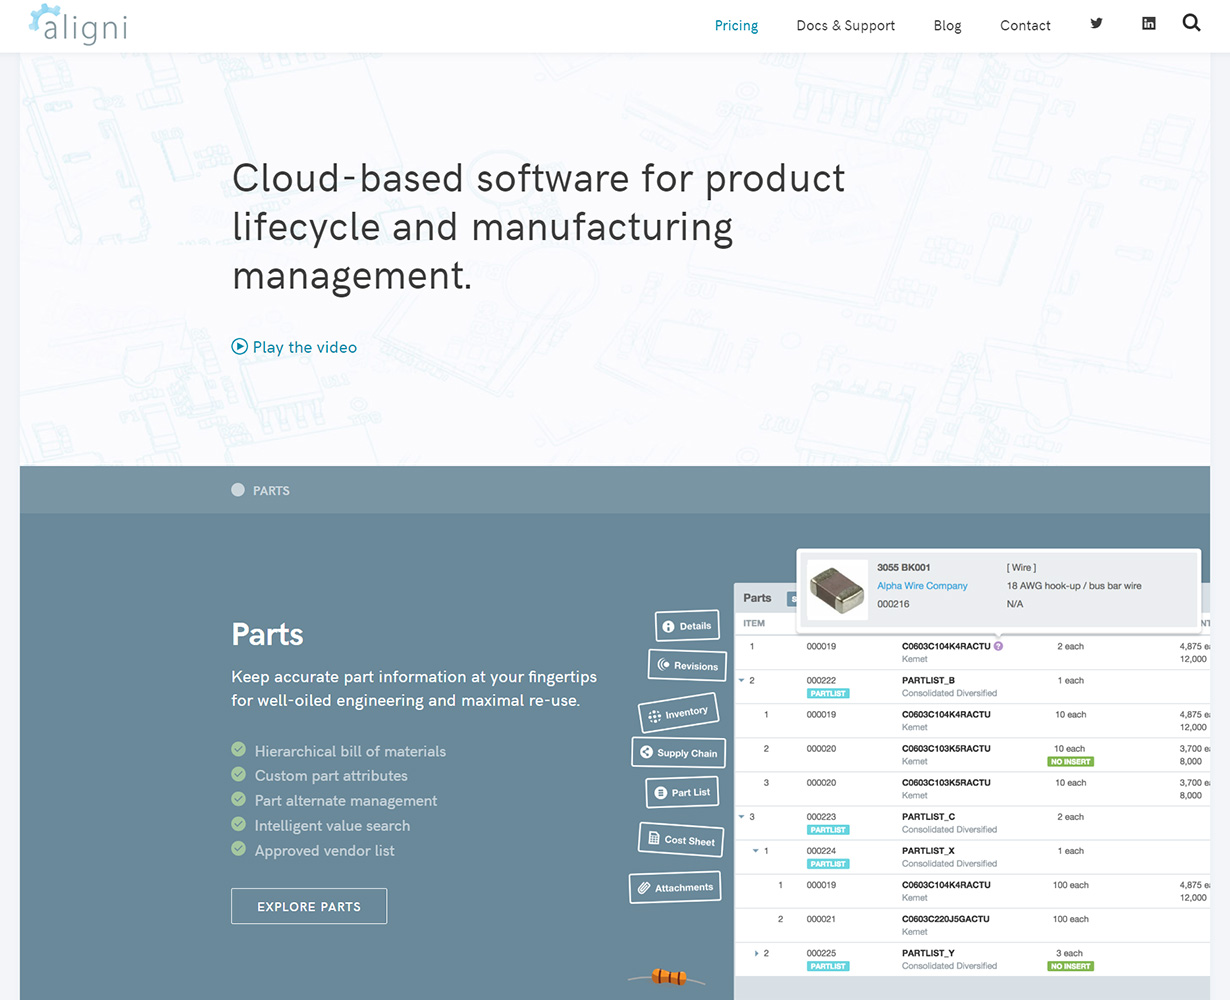 aligni
Pricing Docs & Support Blog Contact
Cloud-based software for product
lifecycle and manufacturing
management.
Play the video
PARTS
Parts
Keep accurate part information at your fingertips
for well-oiled engineering and maximal re-use.
Hierarchical bill of materials
Custom part attributes
Part alternate management
Intelligent value search
Approved vendor list
EXPLORE PARTS
Details
Revisions
Inventory
Supply Chain
Part List
Cost Sheet
Attachments
3055 BK001 [ Wire ]
Alpha Wire Company 18 AWG hook-up / bus bar wire
000216 N/A
Parts
ITEM
1 000019 C0603C104K4RACTU ? 2 each 4,875
Kemet 12,000
2 000222 PARTLIST_B 1 each
PARTLIST Consolidated Diversified
1 000019 C0603C104K4RACTU 10 each 4,875
Kemet 12,000
2 000020 C0603C103K5RACTU 10 each 3,700
Kemet NO INSERT 8,000
3 000020 C0603C103K5RACTU 10 each 3,700
Kemet 8,000
3 000223 PARTLIST_C 2 each
PARTLIST Consolidated Diversified
1 000224 PARTLIST_X 1 each
PARTLIST Consolidated Diversified
1 000019 C0603C104K4RACTU 100 each 4,875
Kemet 12,000
2 000021 C0603C220J5GACTU 100 each
Kemet
2 000225 PARTLIST_Y 3 each
PARTLIST Consolidated Diversified NO INSERT